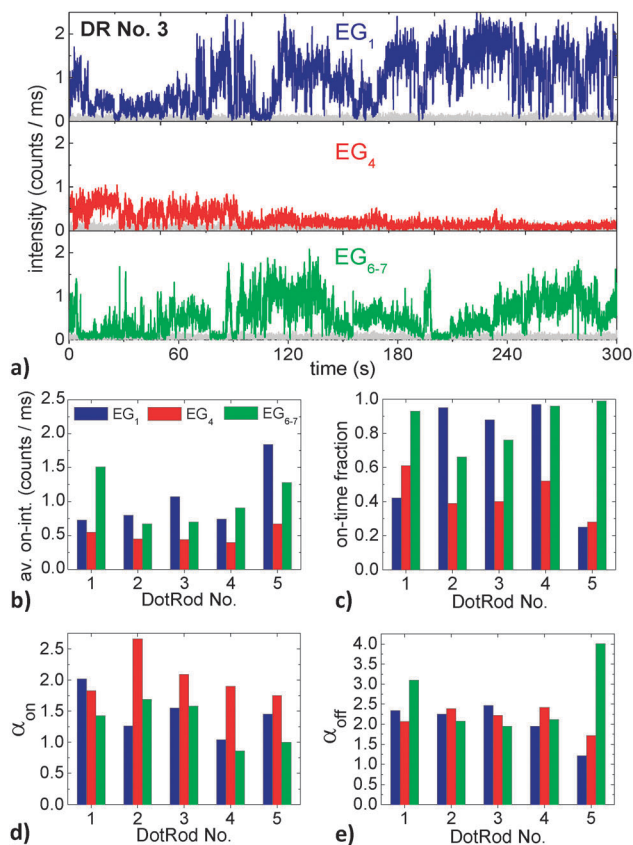 DR No. 3
EG1
EG4
EG6-7
intensity (counts / ms)
2
1
0
2
1
0
2
1
0
0 60 120 180 240 300
time (s)
a)
av. on-int. (counts / ms)
2.5
2.0
1.5
1.0
0.5
0.0
EG1 EG4 EG6-7
1 2 3 4 5
DotRod No.
b)
on-time fraction
1.0
0.8
0.6
0.4
0.2
0.0
1 2 3 4 5
DotRod No.
c)
αon
2.5
2.0
1.5
1.0
0.5
0.0
1 2 3 4 5
DotRod No.
d)
αoff
4.0
3.5
3.0
2.5
2.0
1.5
1.0
0.5
0.0
1 2 3 4 5
DotRod No.
e)